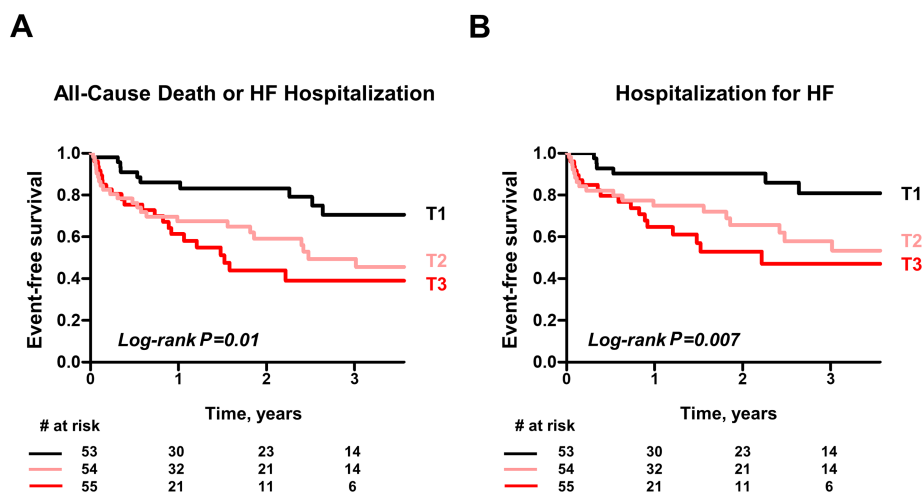 A
B
All-Cause Death or HF Hospitalization
Hospitalization for HF
Event-free survival
1.0
0.8
0.6
0.4
0.2
0.0
T1
T2
T3
Log-rank P=0.01
0 1 2 3
Time, years
# at risk
53 30 23 14
54 32 21 14
55 21 11 6
Event-free survival
1.0
0.8
0.6
0.4
0.2
0.0
T1
T2
T3
Log-rank P=0.007
0 1 2 3
Time, years
# at risk
53 30 23 14
54 32 21 14
55 21 11 6